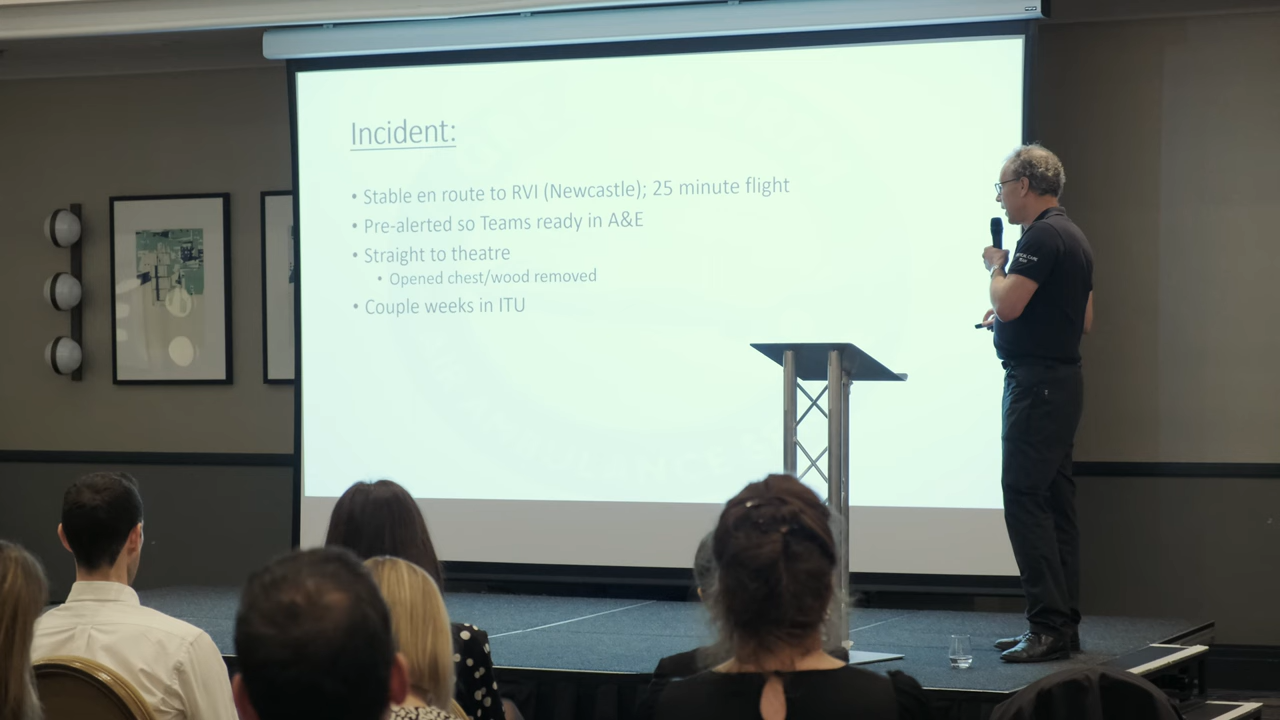 Incident:
• Stable en route to RVI (Newcastle); 25 minute flight
• Pre-alerted so Teams ready in A&E
• Straight to theatre
• Opened chest/wood removed
• Couple weeks in ITU